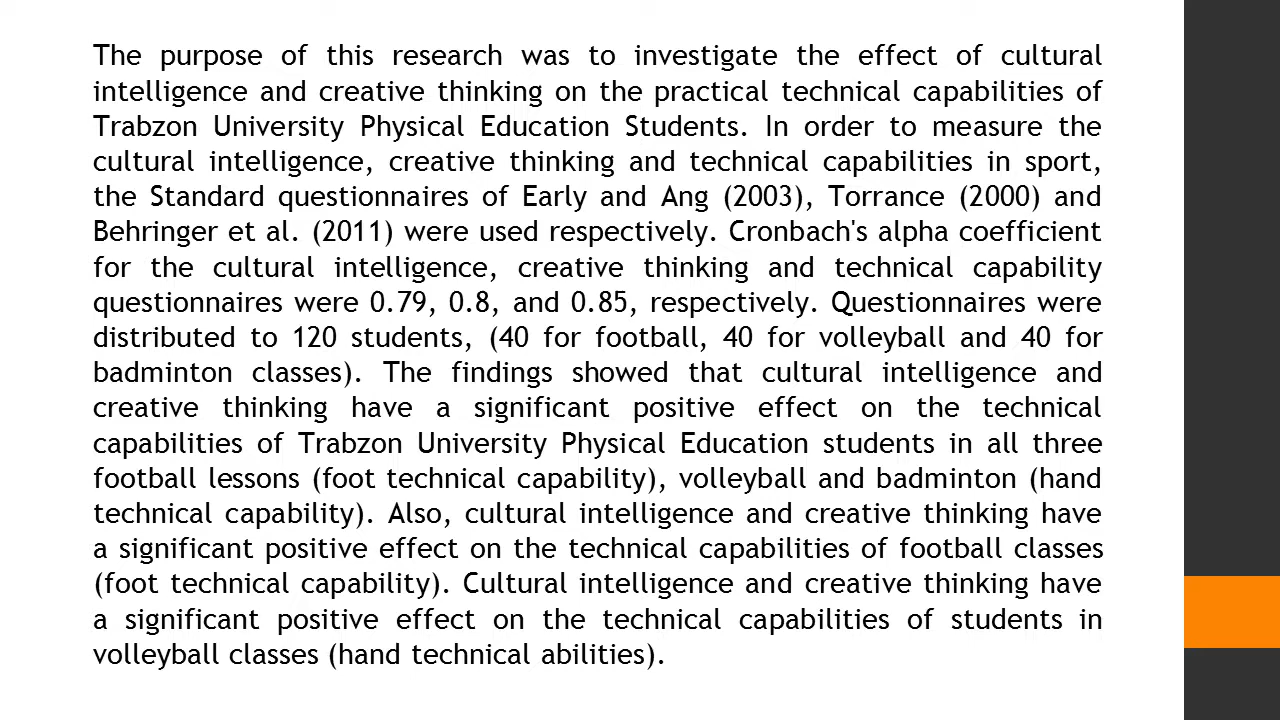 The purpose of this research was to investigate the effect of cultural
intelligence and creative thinking on the practical technical capabilities of
Trabzon University Physical Education Students. In order to measure the
cultural intelligence, creative thinking and technical capabilities in sport,
the Standard questionnaires of Early and Ang (2003), Torrance (2000) and
Behringer et al. (2011) were used respectively. Cronbach's alpha coefficient
for the cultural intelligence, creative thinking and technical capability
questionnaires were 0.79, 0.8, and 0.85, respectively. Questionnaires were
distributed to 120 students, (40 for football, 40 for volleyball and 40 for
badminton classes). The findings showed that cultural intelligence and
creative thinking have a significant positive effect on the technical
capabilities of Trabzon University Physical Education students in all three
football lessons (foot technical capability), volleyball and badminton (hand
technical capability). Also, cultural intelligence and creative thinking have
a significant positive effect on the technical capabilities of football classes
(foot technical capability). Cultural intelligence and creative thinking have
a significant positive effect on the technical capabilities of students in
volleyball classes (hand technical abilities).